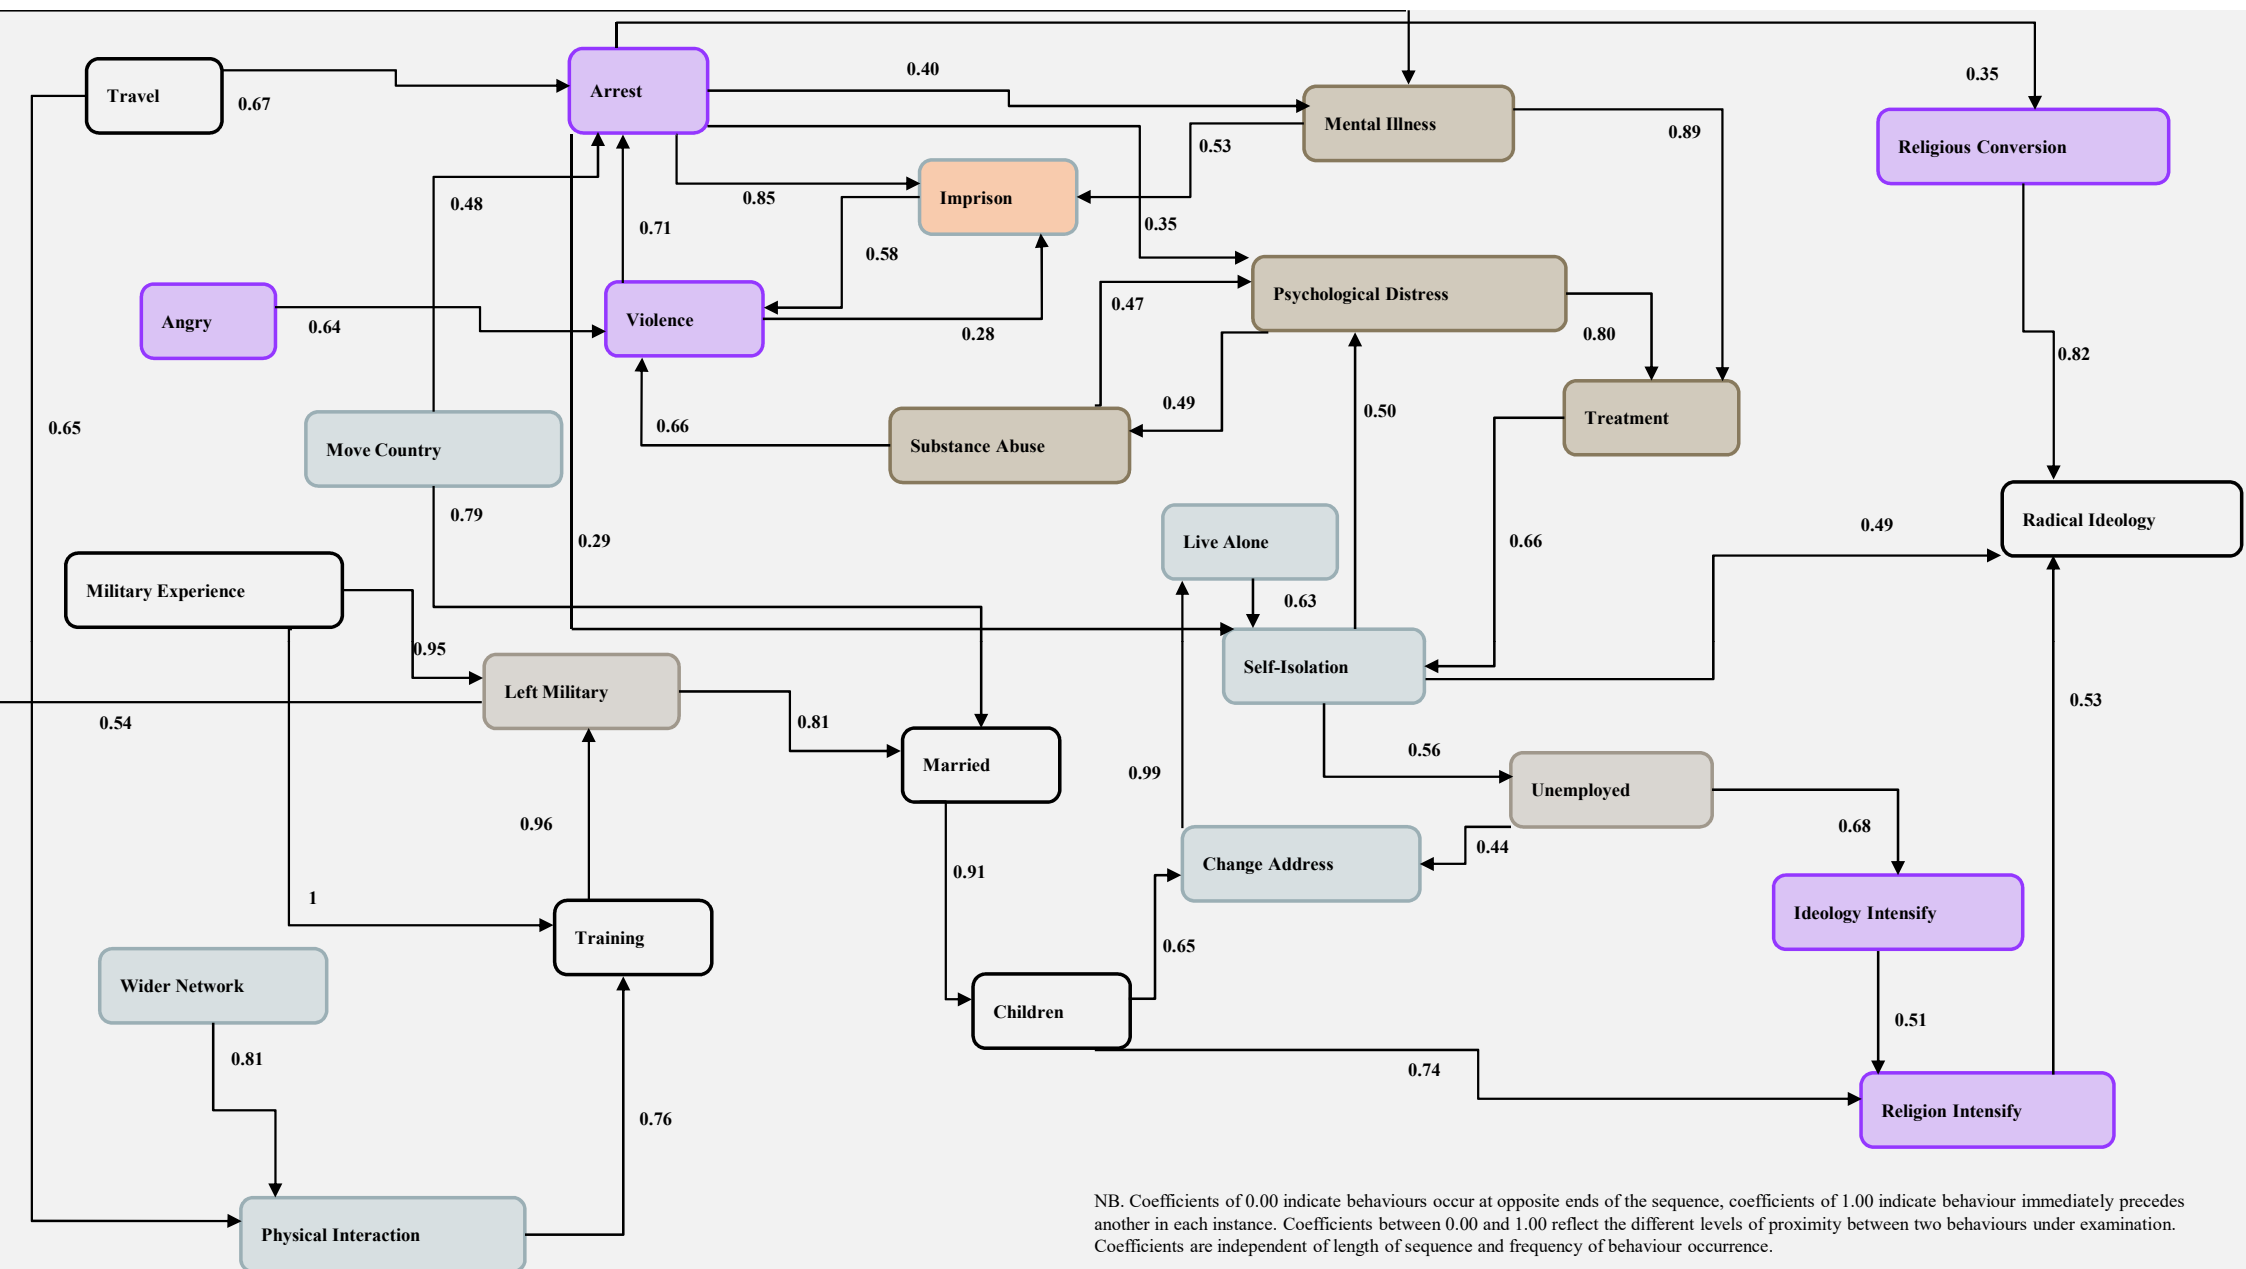 0.40
0.35
Travel
0.67
Arrest
Mental Illness
0.89
Religious Conversion
0.53
0.48
0.85
Imprison
0.71
0.58
0.35
Angry
0.64
Violence
0.28
0.47
Psychological Distress
0.80
0.82
0.65
Move Country
0.66
Substance Abuse
0.49
0.50
Treatment
0.79
0.29
Live Alone
0.66
0.49
Radical Ideology
Military Experience
0.63
0.95
Left Military
Self-Isolation
0.54
0.81
0.53
Married
0.99
0.56
Unemployed
0.96
0.91
Change Address
0.44
0.68
1
Training
0.65
Ideology Intensify
Wider Network
Children
0.51
0.81
0.74
0.76
Religion Intensify
Physical Interaction
NB. Coefficients of 0.00 indicate behaviours occur at opposite ends of the sequence, coefficients of 1.00 indicate behaviour immediately precedes
another in each instance. Coefficients between 0.00 and 1.00 reflect the different levels of proximity between two behaviours under examination.
Coefficients are independent of length of sequence and frequency of behaviour occurrence.